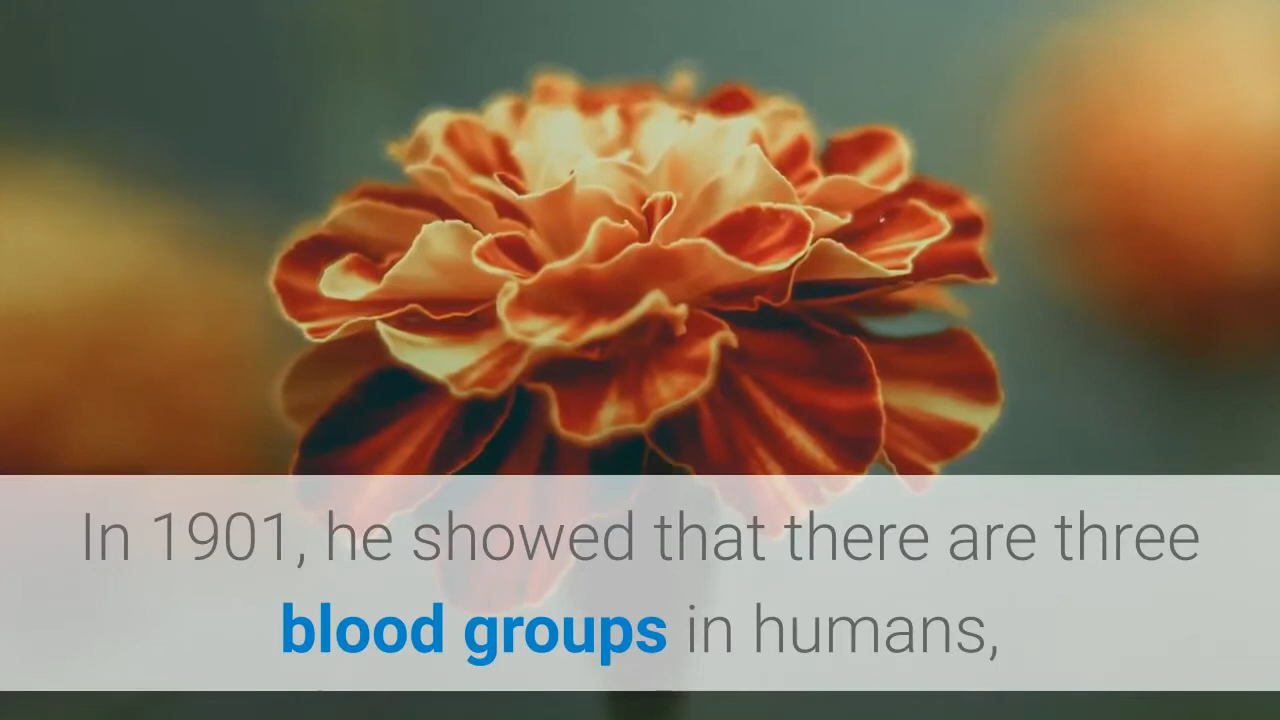 In 1901, he showed that there are three
blood groups in humans,